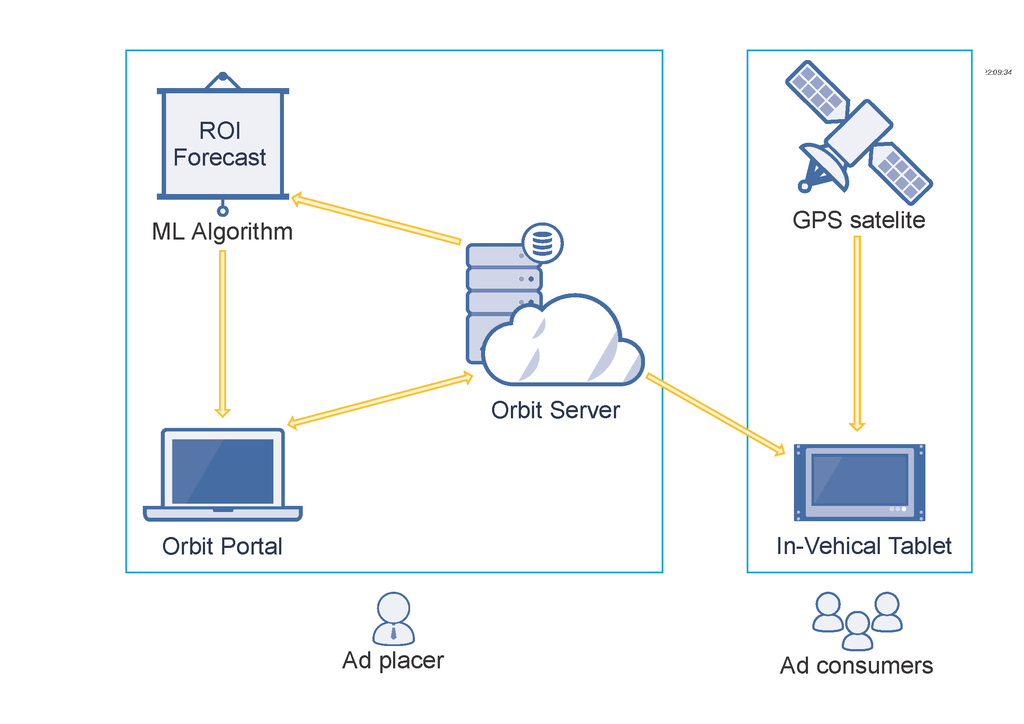 22:09:34
ROI
Forecast
ML Algorithm
GPS satelite
Orbit Server
Orbit Portal
In-Vehical Tablet
Ad placer
Ad consumers